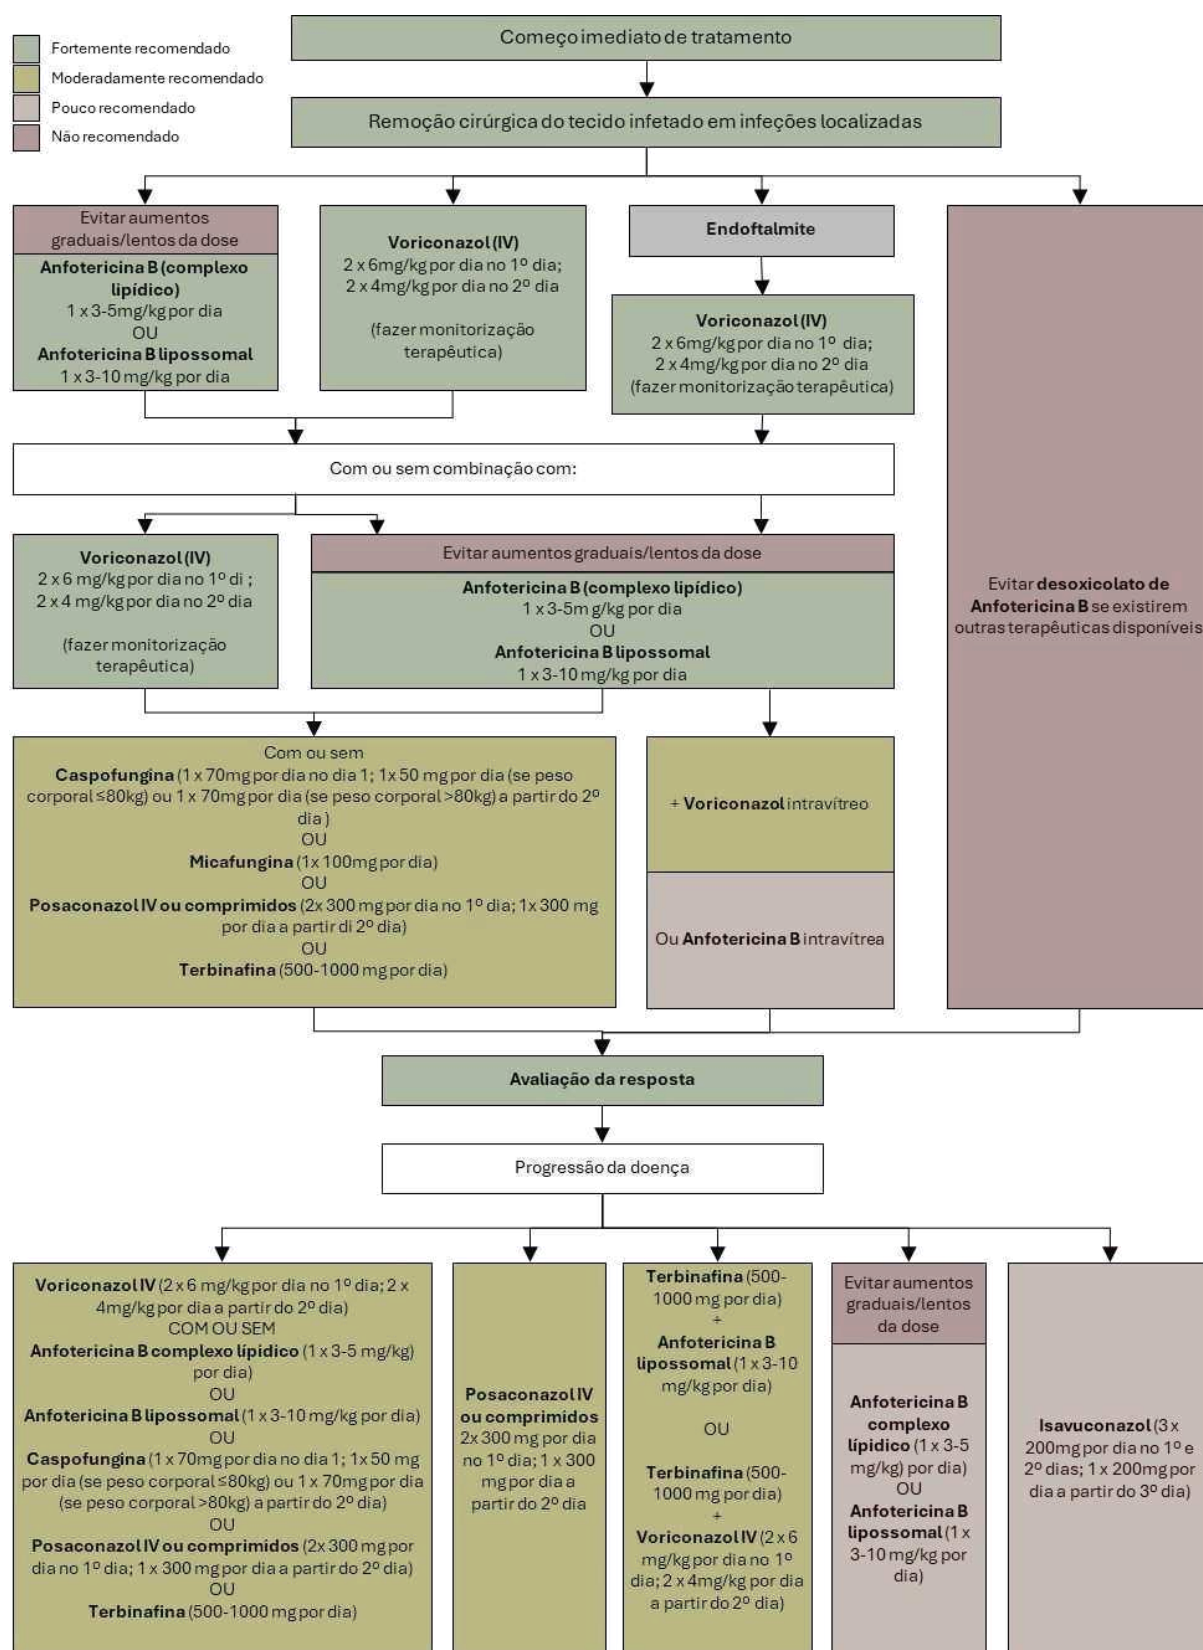 Fortemente recomendado
Moderadamente recomendado
Pouco recomendado
Não recomendado
Começo imediato de tratamento
Remoção cirúrgica do tecido infetado em infeções localizadas
Evitar aumentos
graduais/lentos da dose
Anfotericina B (complexo
lipídico)
1 x 3-5mg/kg por dia
OU
Anfotericina B lipossomal
1 x 3-10 mg/kg por dia
Voriconazol (IV)
2 x 6mg/kg por dia no 1º dia;
2 x 4mg/kg por dia no 2º dia
(fazer monitorização
terapêutica)
Endoftalmite
Voriconazol (IV)
2 x 6mg/kg por dia no 1º dia;
2 x 4mg/kg por dia no 2º dia
(fazer monitorização terapêutica)
Evitar desoxicolato de
Anfotericina B se existirem
outras terapêuticas disponíveis
Com ou sem combinação com:
Voriconazol (IV)
2 x 6 mg/kg por dia no 1º di ;
2 x 4 mg/kg por dia no 2º dia
(fazer monitorização
terapêutica)
Evitar aumentos graduais/lentos da dose
Anfotericina B (complexo lipídico)
1 x 3-5m g/kg por dia
OU
Anfotericina B lipossomal
1 x 3-10 mg/kg por dia
Com ou sem
Caspofungina (1 x 70mg por dia no dia 1; 1x 50 mg por dia (se peso
corporal ≤80kg) ou 1 x 70mg por dia (se peso corporal >80kg) a partir do 2º
dia )
OU
Micafungina (1x 100mg por dia)
OU
Posaconazol IV ou comprimidos (2x 300 mg por dia no 1º dia; 1x 300 mg
por dia a partir di 2º dia)
OU
Terbinafina (500-1000 mg por dia)
+ Voriconazol intravítreo
Ou Anfotericina B intravítrea
Avaliação da resposta
Progressão da doença
Voriconazol IV (2 x 6 mg/kg por dia no 1º dia; 2 x
4mg/kg por dia a partir do 2º dia)
COM OU SEM
Anfotericina B complexo lípidico (1 x 3-5 mg/kg)
por dia)
OU
Anfotericina B lipossomal (1 x 3-10 mg/kg por dia)
OU
Caspofungina (1 x 70mg por dia no dia 1; 1x 50 mg
por dia (se peso corporal ≤80kg) ou 1 x 70mg por dia
(se peso corporal >80kg) a partir do 2º dia)
OU
Posaconazol IV ou comprimidos (2x 300 mg por
dia no 1º dia; 1 x 300 mg por dia a partir do 2º dia)
OU
Terbinafina (500-1000 mg por dia)
Posaconazol IV
ou comprimidos
2x 300 mg por dia
no 1º dia; 1 x 300
mg por dia a
partir do 2º dia
Terbinafina (500-
1000 mg por dia)
+
Anfotericina B
lipossomal (1 x 3-10
mg/kg por dia)
OU
Terbinafina (500-
1000 mg por dia)
+
Voriconazol IV (2 x 6
mg/kg por dia no 1º
dia; 2 x 4mg/kg por dia
a partir do 2º dia)
Evitar aumentos
graduais/lentos
da dose
Anfotericina B
complexo
lípidico (1 x 3-5
mg/kg) por dia)
OU
Anfotericina B
lipossomal (1 x
3-10 mg/kg por
dia)
Isavuconazol (3 x
200mg por dia no 1º e
2º dias; 1 x 200mg por
dia a partir do 3º dia)